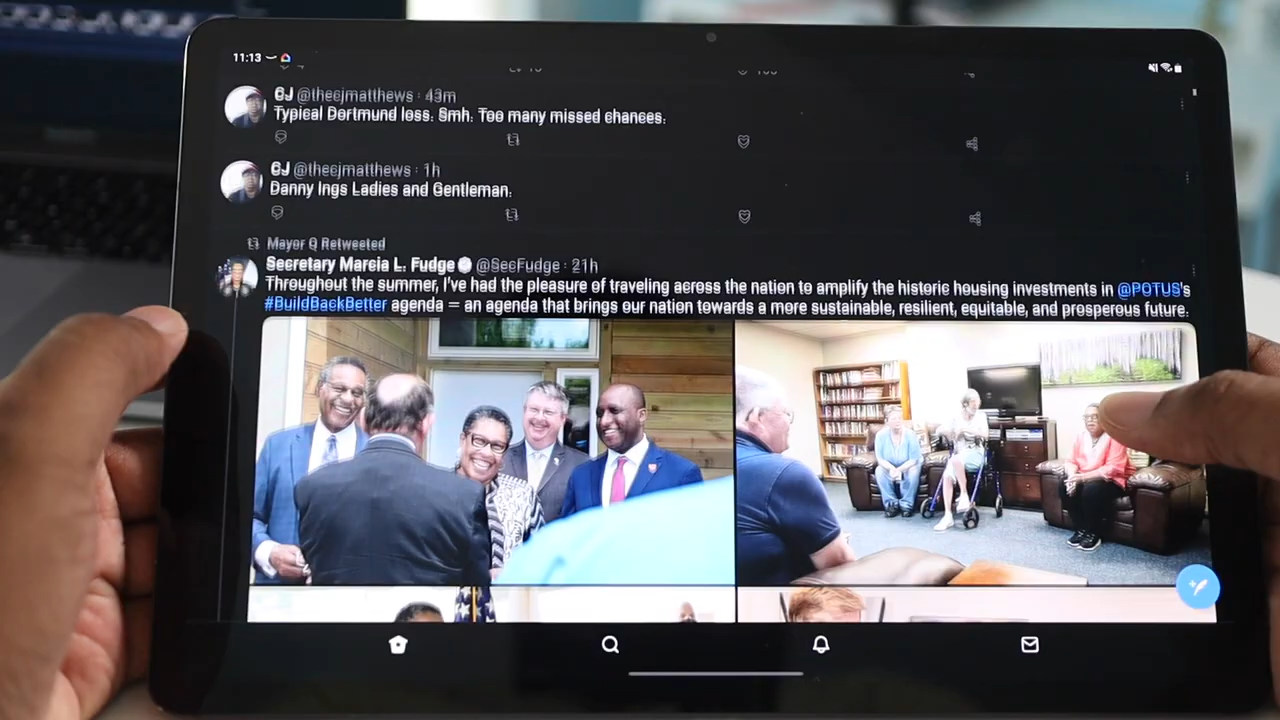 11:13
CJ @thecjmatthews · 43m
Typical Dortmund loss. Smh. Too many missed chances.
CJ @thecjmatthews · 1h
Danny Ings Ladies and Gentleman.
Mayor Q Retweeted
Secretary Marcia L. Fudge @SecFudge · 21h
Throughout the summer, I've had the pleasure of traveling across the nation to amplify the historic housing investments in @POTUS's
#BuildBackBetter agenda — an agenda that brings our nation towards a more sustainable, resilient, equitable, and prosperous future.